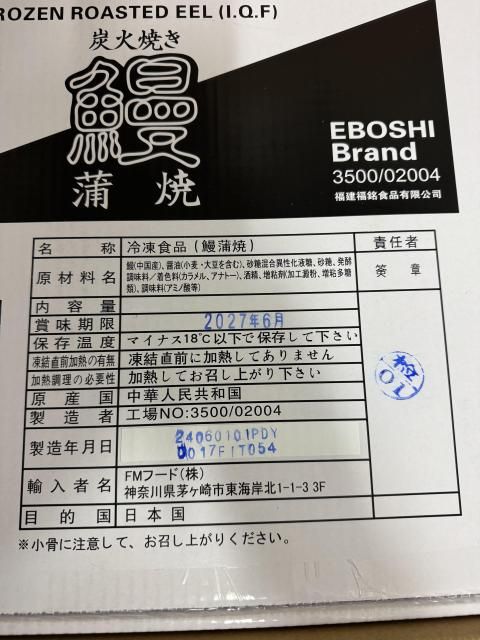 ROZEN ROASTED EEL (I.Q.F)
炭火焼き
鰻
蒲 焼
EBOSHI
Brand
3500/02004
福建福铭食品有限公司
名 称 冷凍食品(鰻蒲焼) 責任者
原材料名 鰻(中国産)、醤油(小麦・大豆を含む)、砂糖混合異性化液糖、砂糖、発酵
調味料/着色料(カラメル、アナトー)、酒精、増粘剤(加工澱粉、増粘多糖
類)、調味料(アミノ酸等)
簽 章
内 容 量
賞味期限 2027年6月
保存温度 マイナス18℃以下で保存して下さい
凍結直前加熱の有無 凍結直前に加熱してありません
加熱調理の必要性 加熱してお召し上がり下さい
検
01
原 産 国 中華人民共和国
製 造 者 工場NO:3500/02004
製造年月日 24060101PDY
0017FIT054
輸入者名 FMフード(株)
神奈川県茅ヶ崎市東海岸北1-1-3 3F
目 的 国 日本国
※小骨に注意して、お召し上がりください。